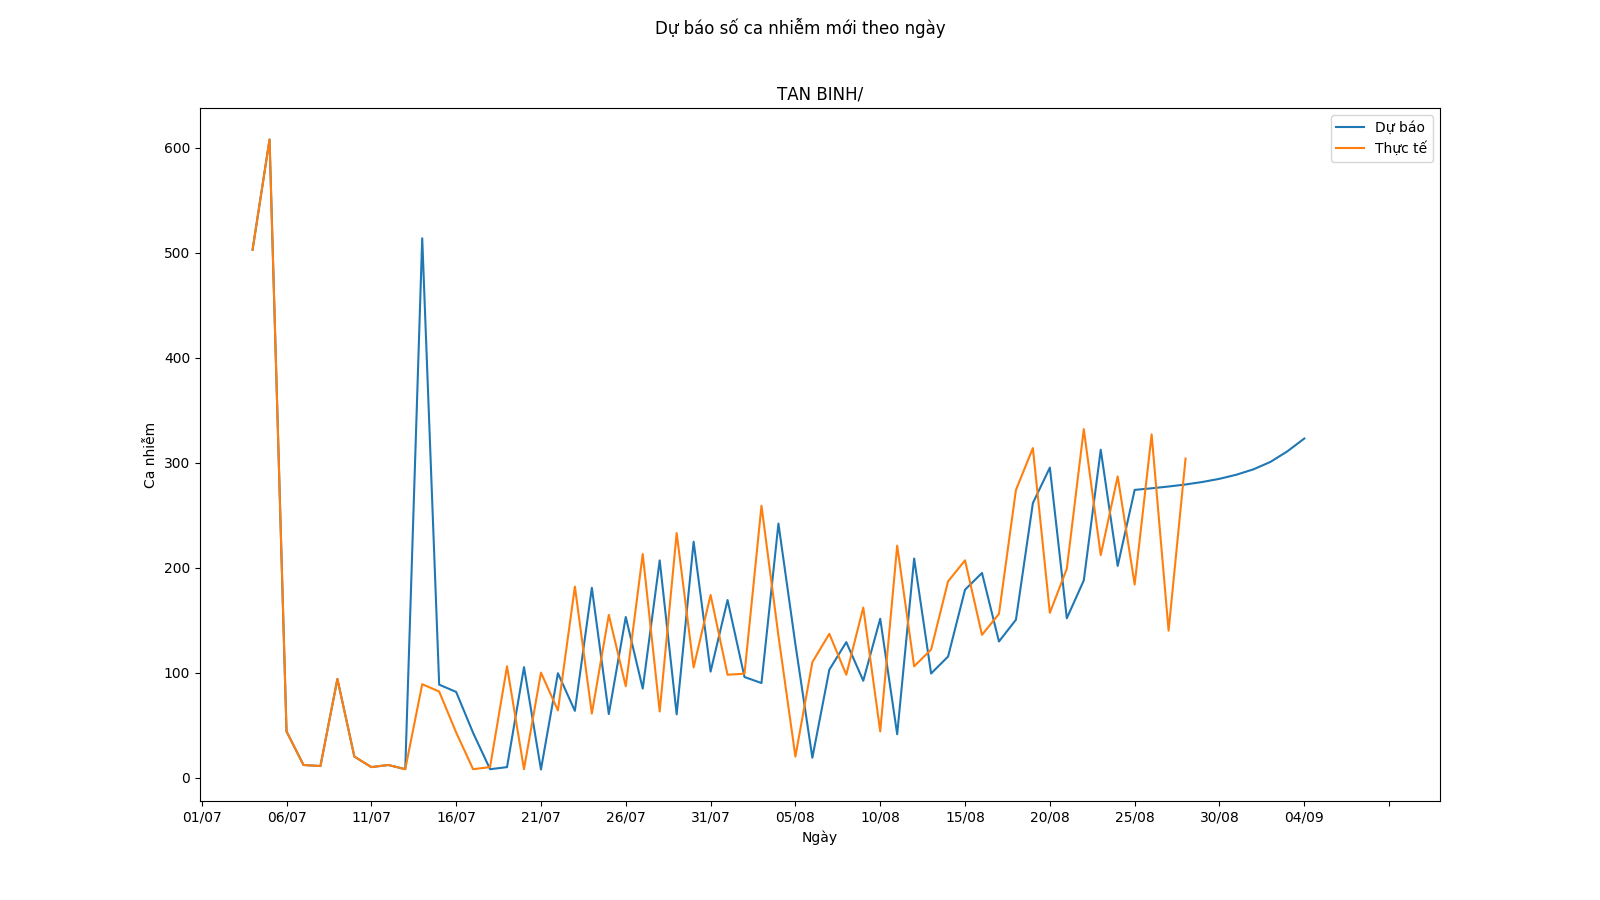 Dự báo số ca nhiễm mới theo ngày
TAN BINH/
Dự báo
Thực tế
600
500
400
300
200
100
0
Ca nhiễm
01/07 06/07 11/07 16/07 21/07 26/07 31/07 05/08 10/08 15/08 20/08 25/08 30/08 04/09
Ngày